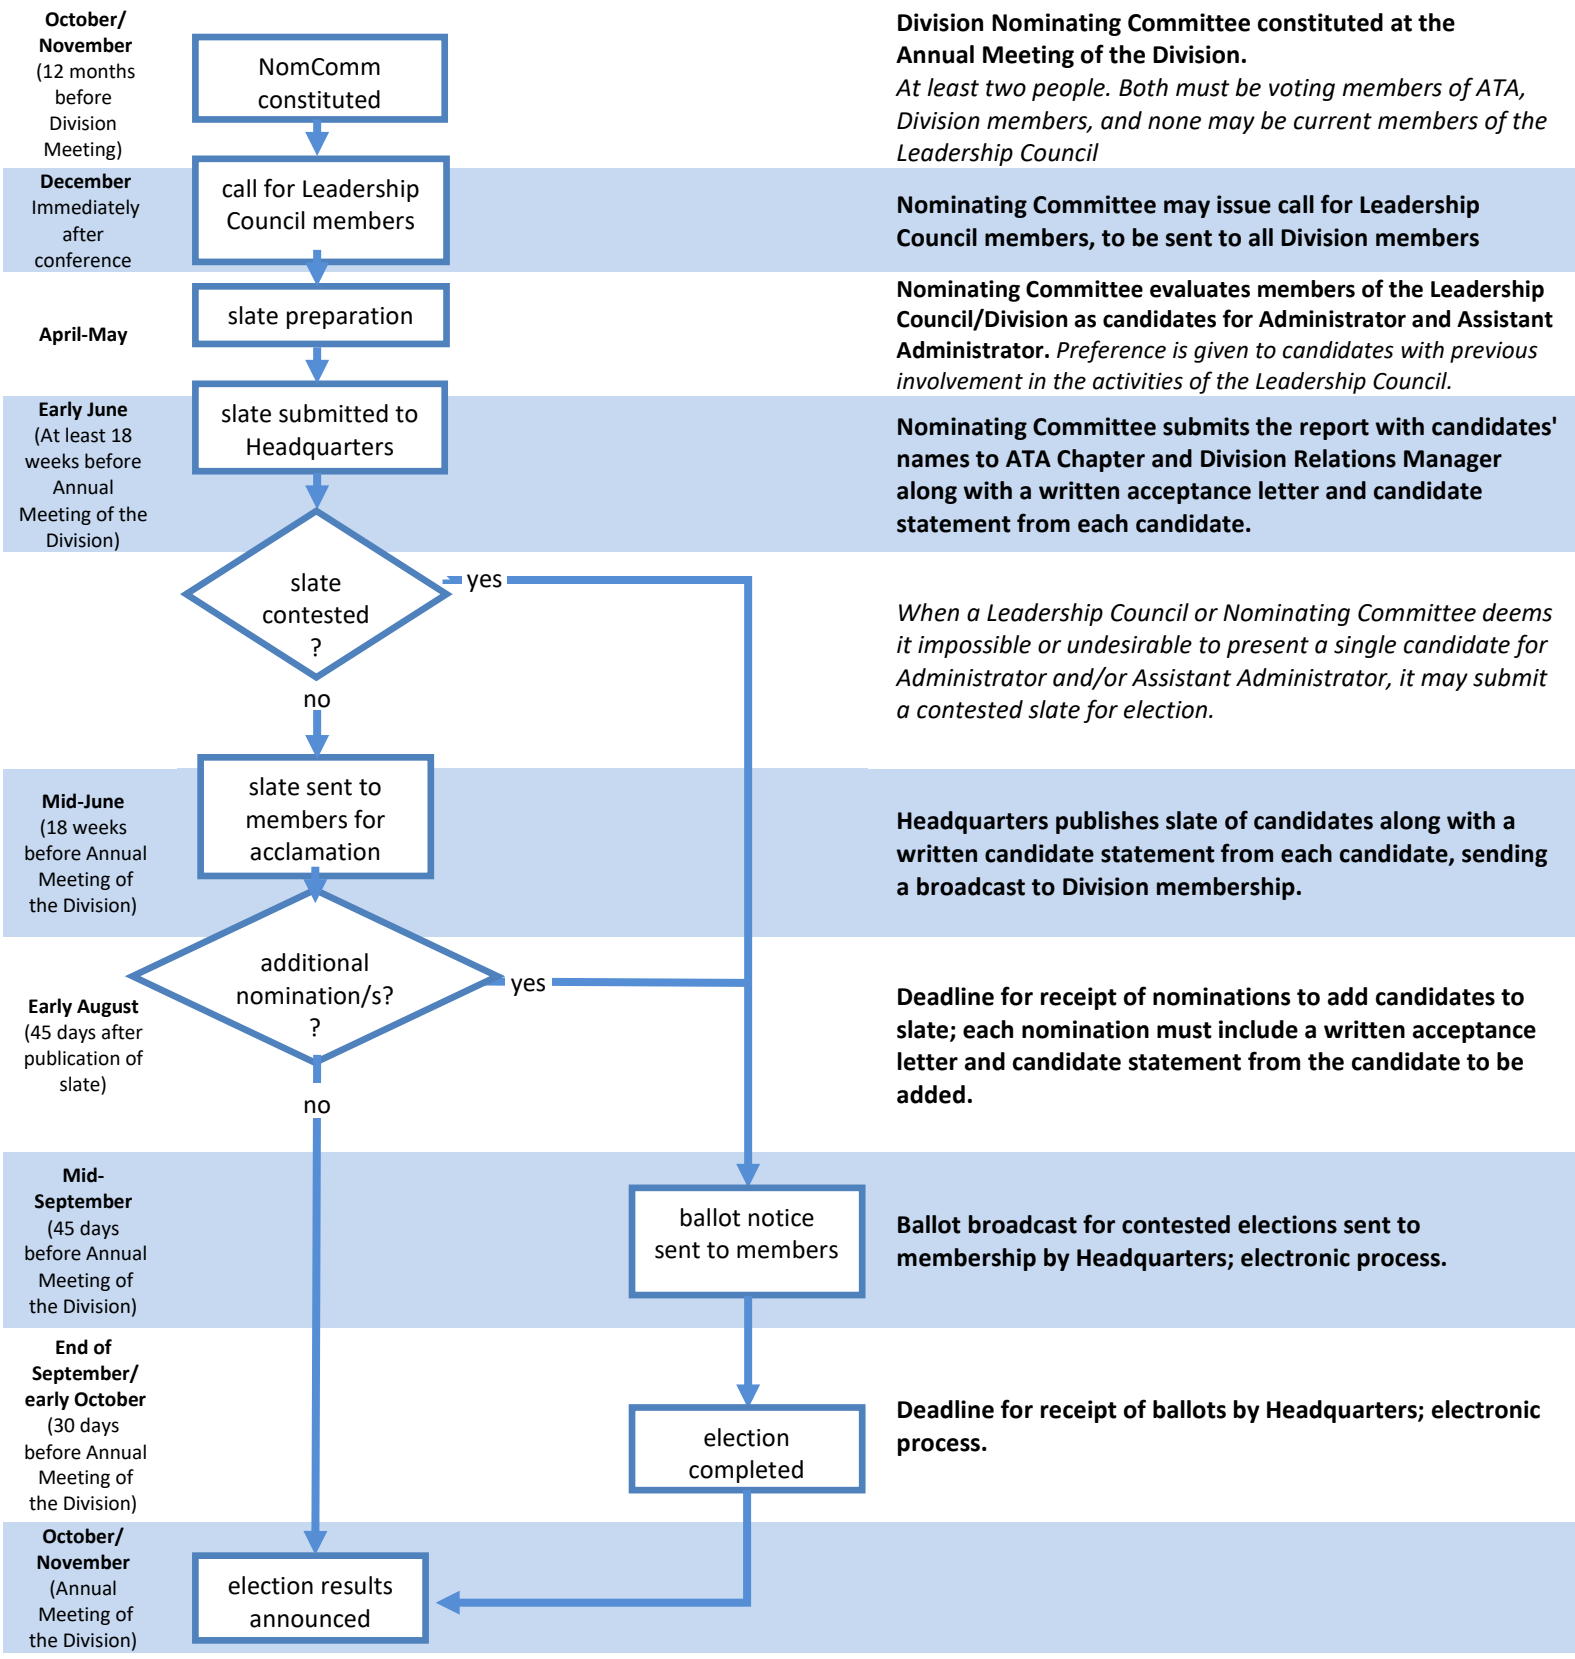 October/
November
(12 months
before
Division
Meeting)
NomComm
constituted
Division Nominating Committee constituted at the
Annual Meeting of the Division.
At least two people. Both must be voting members of ATA,
Division members, and none may be current members of the
Leadership Council
December
Immediately
after
conference
call for Leadership
Council members
Nominating Committee may issue call for Leadership
Council members, to be sent to all Division members
April-May
slate preparation
Nominating Committee evaluates members of the Leadership
Council/Division as candidates for Administrator and Assistant
Administrator. Preference is given to candidates with previous
involvement in the activities of the Leadership Council.
Early June
(At least 18
weeks before
Annual
Meeting of the
Division)
slate submitted to
Headquarters
Nominating Committee submits the report with candidates'
names to ATA Chapter and Division Relations Manager
along with a written acceptance letter and candidate
statement from each candidate.
slate
contested
?
yes
no
When a Leadership Council or Nominating Committee deems
it impossible or undesirable to present a single candidate for
Administrator and/or Assistant Administrator, it may submit
a contested slate for election.
Mid-June
(18 weeks
before Annual
Meeting of
the Division)
slate sent to
members for
acclamation
Headquarters publishes slate of candidates along with a
written candidate statement from each candidate, sending
a broadcast to Division membership.
Early August
(45 days after
publication of
slate)
additional
nomination/s?
?
yes
no
Deadline for receipt of nominations to add candidates to
slate; each nomination must include a written acceptance
letter and candidate statement from the candidate to be
added.
Mid-
September
(45 days
before Annual
Meeting of
the Division)
ballot notice
sent to members
Ballot broadcast for contested elections sent to
membership by Headquarters; electronic process.
End of
September/
early October
(30 days
before Annual
Meeting of
the Division)
election
completed
Deadline for receipt of ballots by Headquarters; electronic
process.
October/
November
(Annual
Meeting of
the Division)
election results
announced